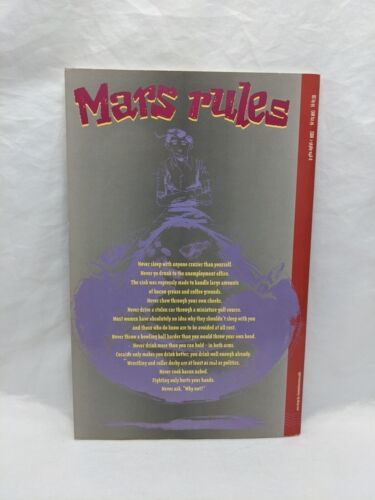 Mars rules
Never sleep with anyone crazier than yourself.
Never go drunk to the unemployment office.
The sink was expressly made to handle large amounts
of bacon grease and coffee grounds.
Never chew through your own cheeks.
Never drive a stolen car through a miniature golf course.
Most women have absolutely no idea why they shouldn't sleep with you
and those who do know are to be avoided at all cost.
Never throw a bowling ball harder than you would throw your own head.
Never drink more than you can hold - in both arms.
Cocaide only makes you drink better, you drink well enough already.
Wrestling and roller derby are at least as real as politics.
Never cook bacon naked.
Fighting only hurts your hands.
Never ask, "Why not?"